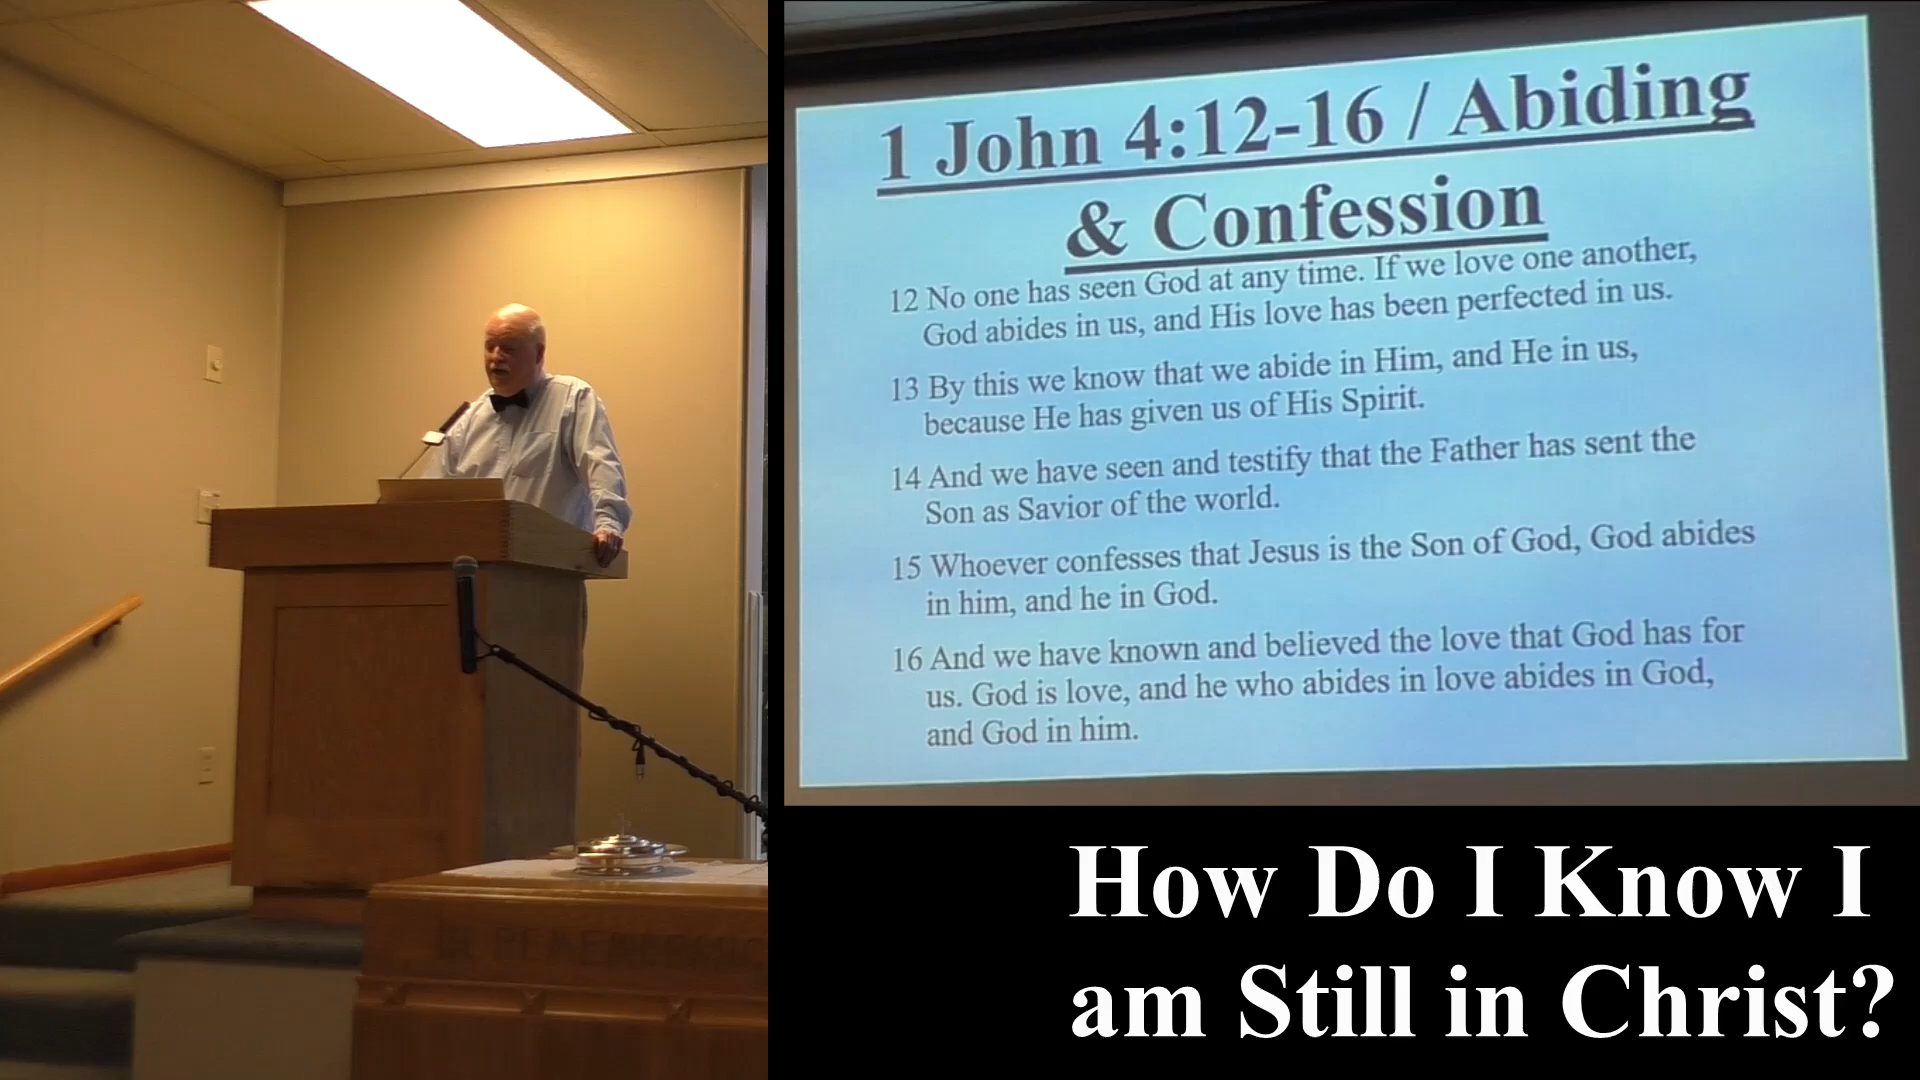 1 John 4:12-16 / Abiding
& Confession
12 No one has seen God at any time. If we love one another,
God abides in us, and His love has been perfected in us.
13 By this we know that we abide in Him, and He in us,
because He has given us of His Spirit.
14 And we have seen and testify that the Father has sent the
Son as Savior of the world.
15 Whoever confesses that Jesus is the Son of God, God abides
in him, and he in God.
16 And we have known and believed the love that God has for
us. God is love, and he who abides in love abides in God,
and God in him.
How Do I Know I
am Still in Christ?